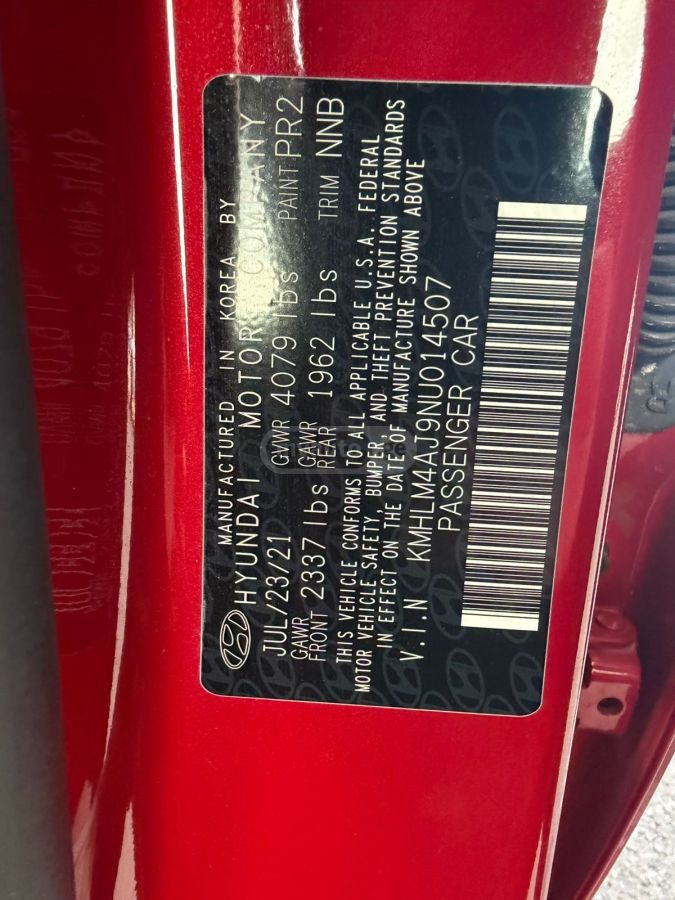 MANUFACTURED IN KOREA BY
HYUNDAI MOTOR COMPANY
JUL/23/21 GVWR 4079 lbs PAINT PR2
GAWR FRONT 2337 lbs GAWR REAR 1962 lbs TRIM NNB
THIS VEHICLE CONFORMS TO ALL APPLICABLE U.S.A. FEDERAL
MOTOR VEHICLE SAFETY, BUMPER, AND THEFT PREVENTION STANDARDS
IN EFFECT ON THE DATE OF MANUFACTURE SHOWN ABOVE
V.I.N KMHLM4AJ9NU014507
PASSENGER CAR